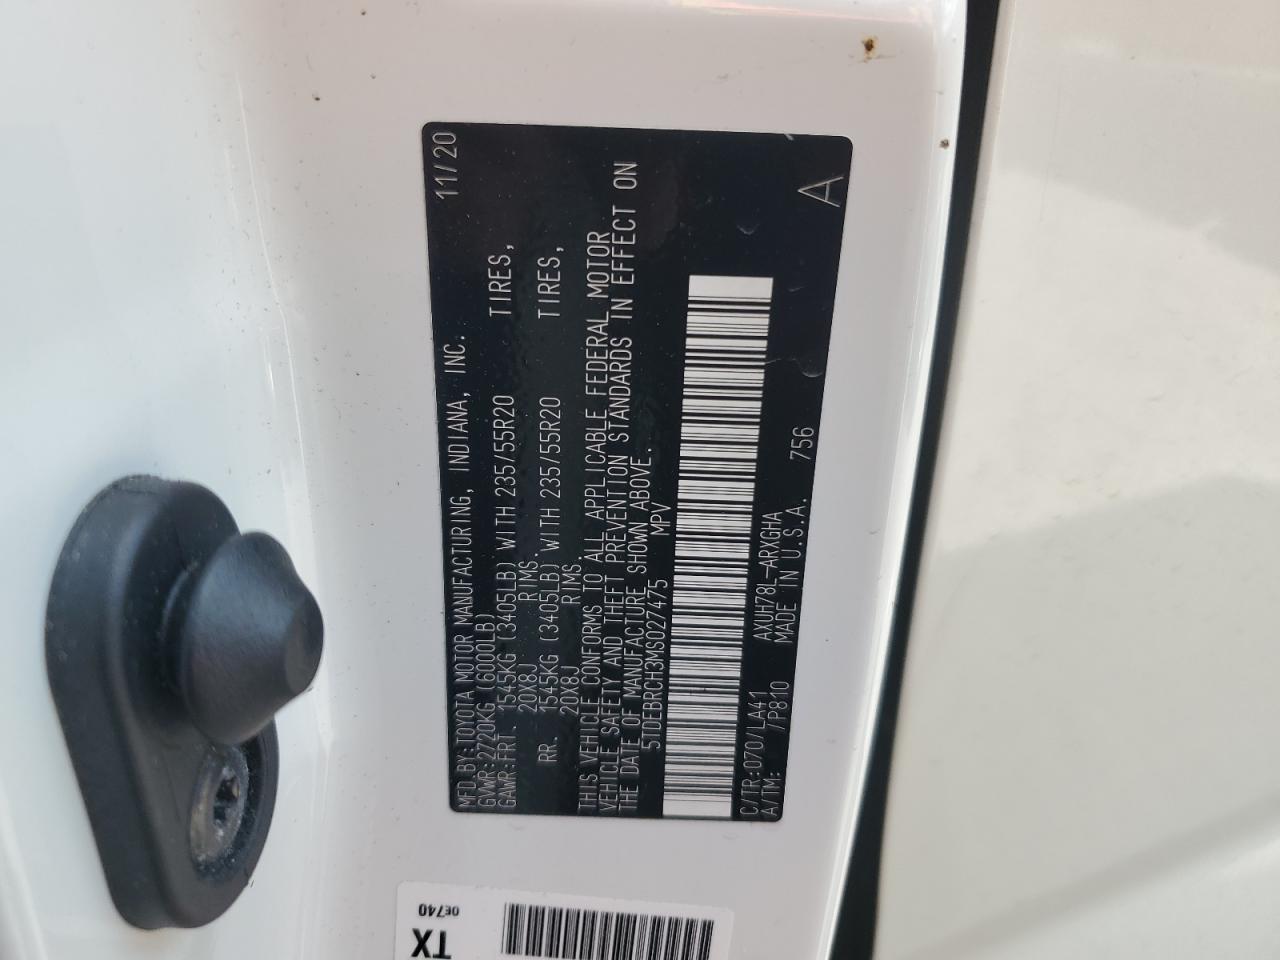 MFD.BY:TOYOTA MOTOR MANUFACTURING, INDIANA, INC. 11/20
GVWR:2720KG (6000LB)
GAWR:FRT. 1545KG (3405LB) WITH 235/55R20 TIRES,
20X8J RIMS.
RR. 1545KG (3405LB) WITH 235/55R20 TIRES,
20X8J RIMS.
THIS VEHICLE CONFORMS TO ALL APPLICABLE FEDERAL MOTOR
VEHICLE SAFETY AND THEFT PREVENTION STANDARDS IN EFFECT ON
THE DATE OF MANUFACTURE SHOWN ABOVE.
5TDEBRCH3MS027475 MPV
C/TR:070/LA41 AXUH78L-ARXGHA
A/TM: /P810 MADE IN U.S.A. 756 A
0E740
TX